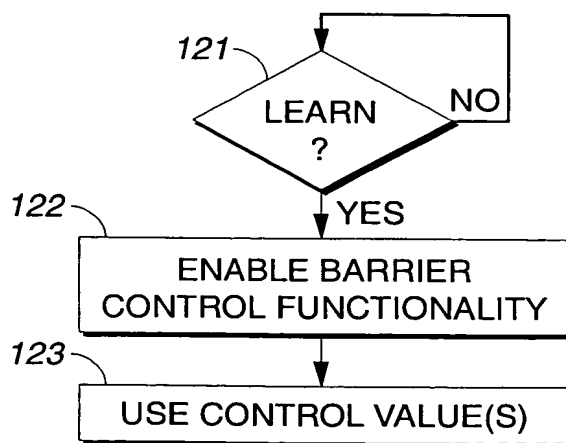 121
LEARN
?
NO
YES
122
ENABLE BARRIER
CONTROL FUNCTIONALITY
123
USE CONTROL VALUE(S)